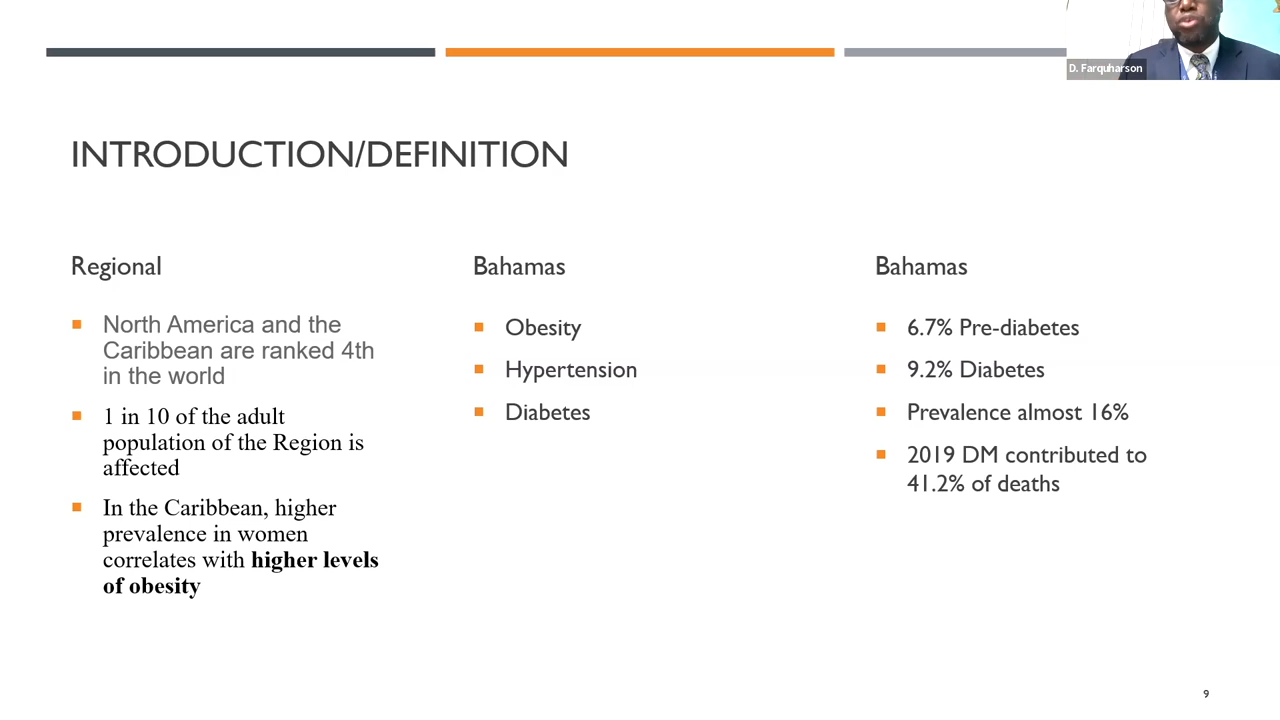 D. Farquharson
INTRODUCTION/DEFINITION
Regional
North America and the
Caribbean are ranked 4th
in the world
1 in 10 of the adult
population of the Region is
affected
In the Caribbean, higher
prevalence in women
correlates with higher levels
of obesity
Bahamas
Obesity
Hypertension
Diabetes
Bahamas
6.7% Pre-diabetes
9.2% Diabetes
Prevalence almost 16%
2019 DM contributed to
41.2% of deaths
9